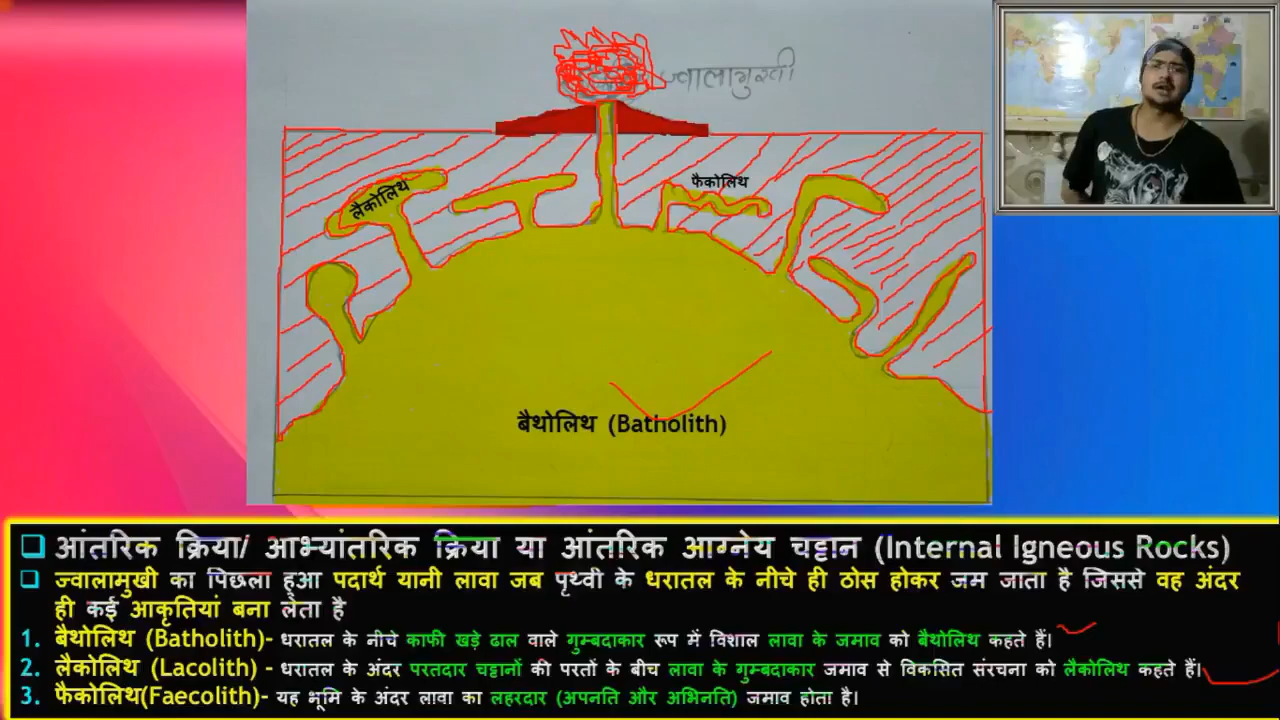 ज्वालामुखी
लैकोलिथ
फैकोलिथ
बैथोलिथ (Batholith)
आंतरिक क्रिया/ आभ्यांतरिक क्रिया या आंतरिक आग्नेय चट्टान (Internal Igneous Rocks)
ज्वालामुखी का पिछला हुआ पदार्थ यानी लावा जब पृथ्वी के धरातल के नीचे ही ठोस होकर जम जाता है जिससे वह अंदर
ही कई आकृतियां बना लेता है
1. बैथोलिथ (Batholith)- धरातल के नीचे काफी खड़े ढाल वाले गुम्बदाकार रूप में विशाल लावा के जमाव को बैथोलिथ कहते हैं।
2. लैकोलिथ (Lacolith) - धरातल के अंदर परतदार चट्टानों की परतों के बीच लावा के गुम्बदाकार जमाव से विकसित संरचना को लैकोलिथ कहते हैं।
3. फैकोलिथ(Faecolith)- यह भूमि के अंदर लावा का लहरदार (अपनति और अभिनति) जमाव होता है।